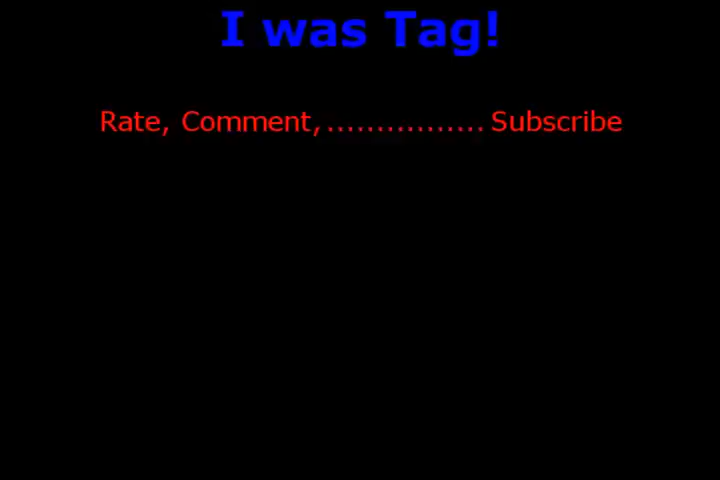 I was Tag!
Rate, Comment,................ Subscribe